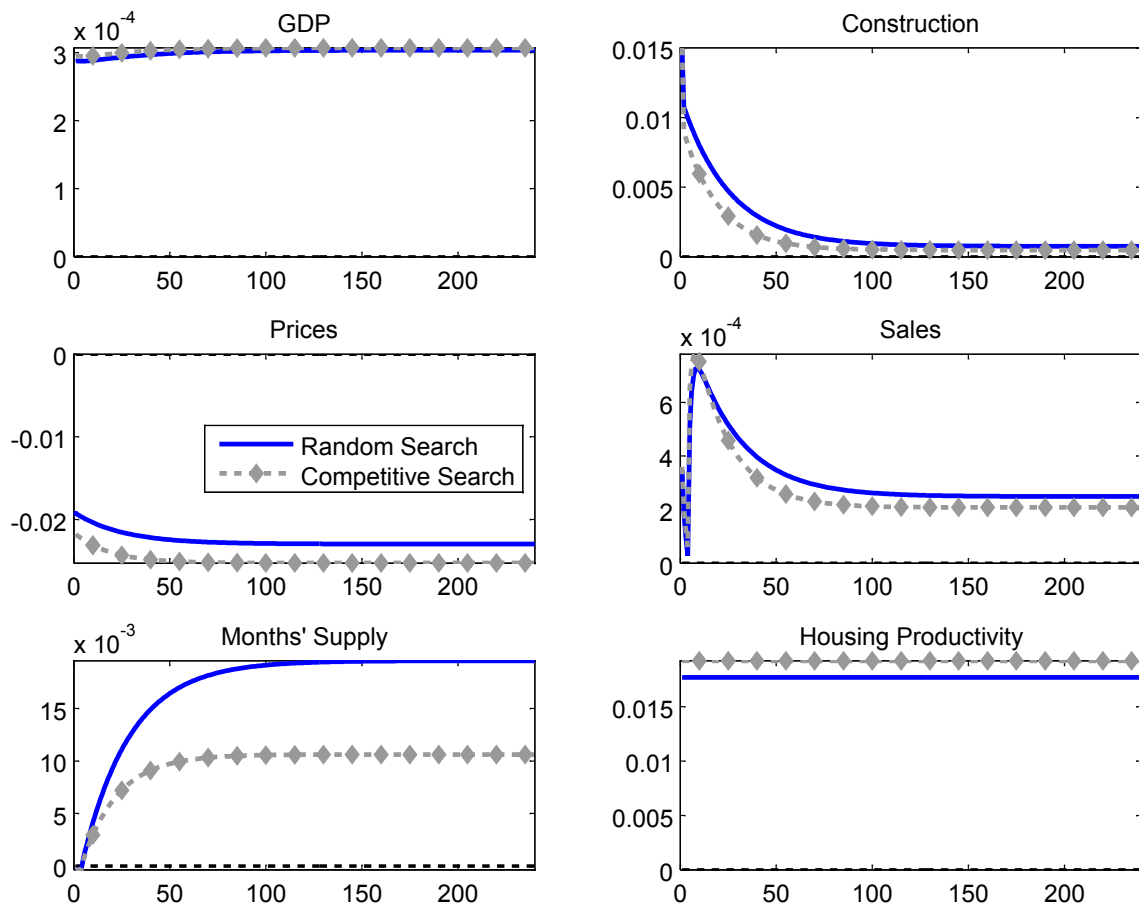 GDP
x 10^-4
3
2
1
0
0 50 100 150 200
Construction
0.015
0.01
0.005
0
0 50 100 150 200
Prices
0
-0.01
-0.02
Random Search
Competitive Search
0 50 100 150 200
Sales
x 10^-4
6
4
2
0
0 50 100 150 200
Months' Supply
x 10^-3
15
10
5
0
0 50 100 150 200
Housing Productivity
0.015
0.01
0.005
0
0 50 100 150 200